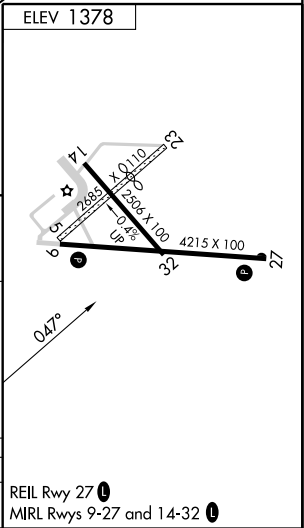 ELEV 1378
14
23
2685 X 110
2506 X 100
0.4%
UP
5
9
4215 X 100
P
32
P
27
047°
REIL Rwy 27 L
MIRL Rwys 9-27 and 14-32 L